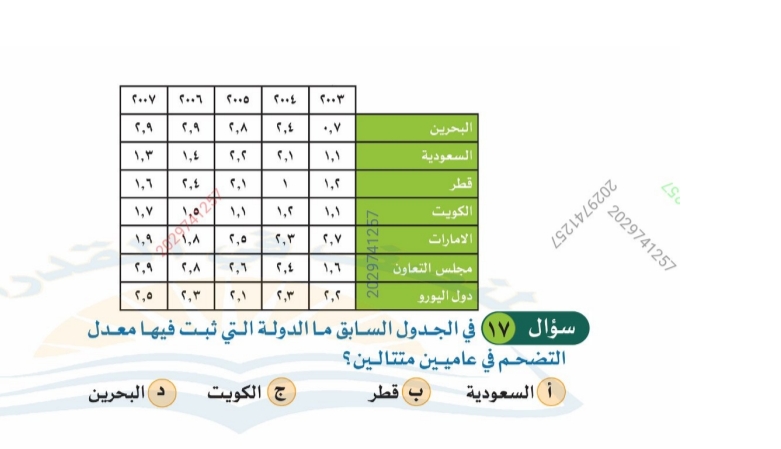 ٢٠٠٣ ٢٠٠٤ ٢٠٠٥ ٢٠٠٦ ٢٠٠٧
البحرين ٠,٧ ٢,٤ ٢,٨ ٢,٩ ٢,٩
السعودية ١,١ ٢,١ ٢,٢ ١,٤ ١,٣
قطر ١,٢ ١ ٢,١ ٢,٤ ١,٦
الكويت ١,١ ١,٢ ١,١ ١,٥ ١,٧
الامارات ٢,٧ ٢,٣ ٢,٥ ١,٨ ١,٩
مجلس التعاون ١,٦ ٢,٤ ٢,٦ ٢,٨ ٢,٩
دول اليورو ٢,٢ ٢,٣ ٢,١ ٢,٣ ٢,٥
سؤال ١٧ في الجدول السابق ما الدولة التي ثبت فيها معدل
التضخم في عاميين متتالين؟
أ السعودية ب قطر ج الكويت د البحرين
2029741257
2029741257
2029741257
2029741257